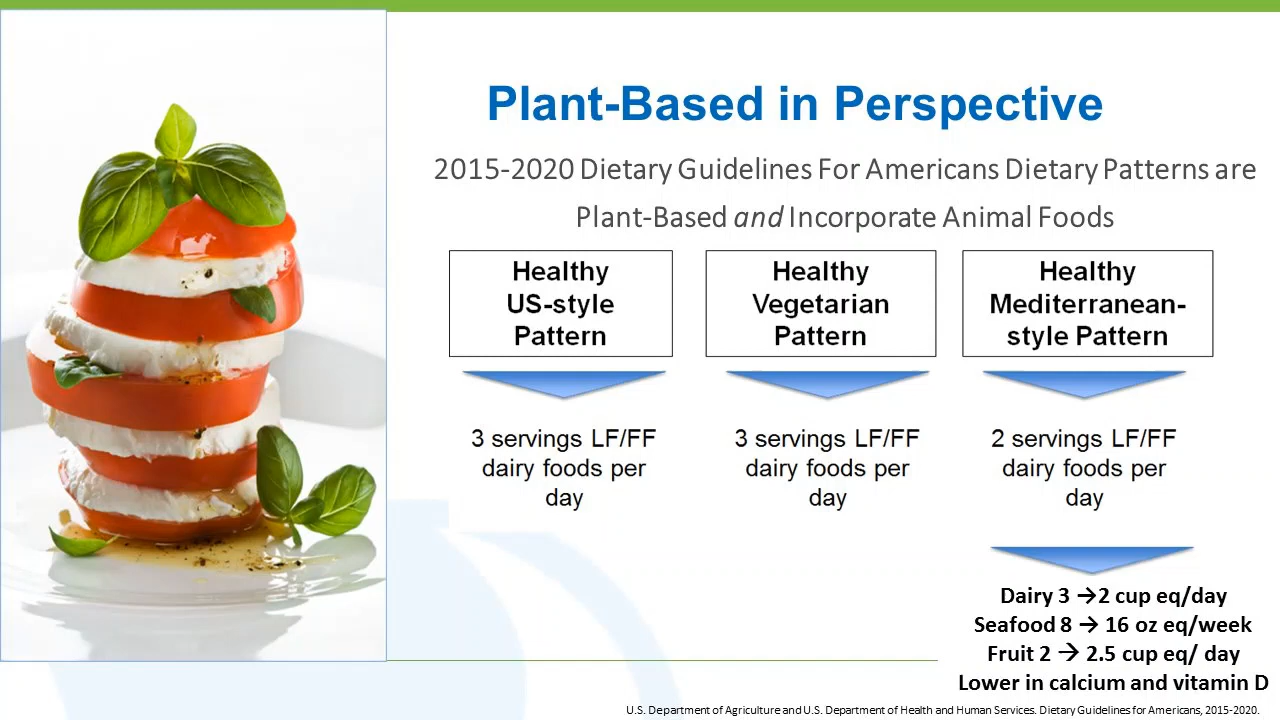 Plant-Based in Perspective
2015-2020 Dietary Guidelines For Americans Dietary Patterns are
Plant-Based and Incorporate Animal Foods
Healthy
US-style
Pattern
Healthy
Vegetarian
Pattern
Healthy
Mediterranean-
style Pattern
3 servings LF/FF
dairy foods per
day
3 servings LF/FF
dairy foods per
day
2 servings LF/FF
dairy foods per
day
Dairy 3 →2 cup eq/day
Seafood 8 → 16 oz eq/week
Fruit 2 → 2.5 cup eq/ day
Lower in calcium and vitamin D
U.S. Department of Agriculture and U.S. Department of Health and Human Services. Dietary Guidelines for Americans, 2015-2020.